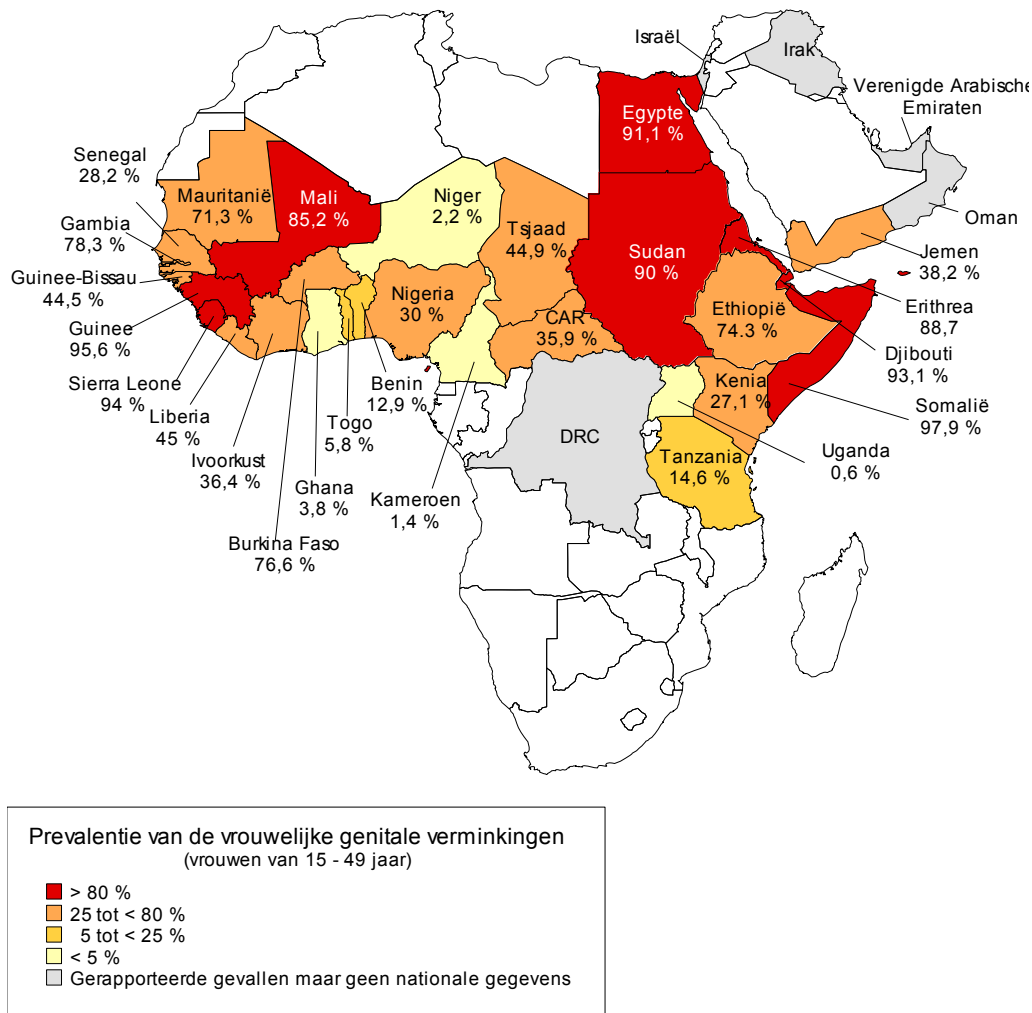 Israël
Irak
Verenigde Arabische
Emiraten
Egypte
91,1 %
Senegal
28,2 %
Mauritanië
71,3 %
Mali
85,2 %
Niger
2,2 %
Tsjaad
44,9 %
Oman
Gambia
78,3 %
Sudan
90 %
Jemen
38,2 %
Guinee-Bissau
44,5 %
Nigeria
30 %
Ethiopië
74.3 %
Erithrea
88,7
Guinee
95,6 %
CAR
35,9 %
Djibouti
93,1 %
Sierra Leone
94 %
Benin
12,9 %
Kenia
27,1 %
Somalië
97,9 %
Liberia
45 %
Togo
5,8 %
DRC
Uganda
0,6 %
Ivoorkust
36,4 %
Tanzania
14,6 %
Ghana
3,8 %
Kameroen
1,4 %
Burkina Faso
76,6 %
Prevalentie van de vrouwelijke genitale verminkingen
(vrouwen van 15 - 49 jaar)
> 80 %
25 tot < 80 %
5 tot < 25 %
< 5 %
Gerapporteerde gevallen maar geen nationale gegevens